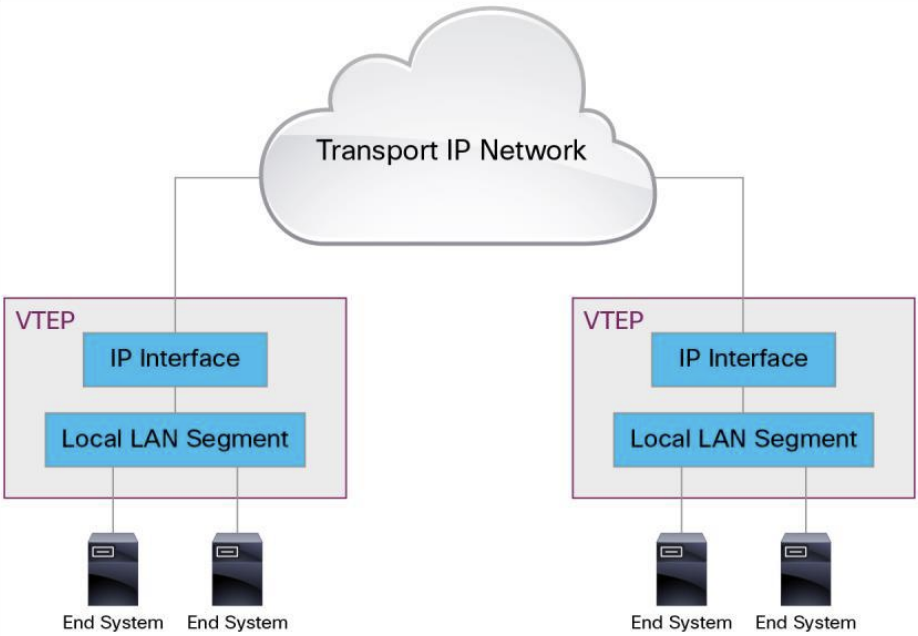 Transport IP Network
VTEP
IP Interface
Local LAN Segment
End System
End System
VTEP
IP Interface
Local LAN Segment
End System
End System